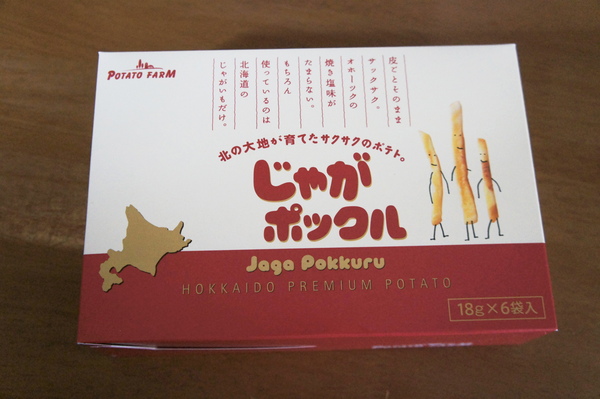 POTATO FARM
皮ごとそのまま
サックサク。
オホーツクの
焼き塩味が
たまらない。
もちろん
使っているのは
北海道の
じゃがいもだけ。
北の大地が育てたサクサクのポテト。
じゃが
ポックル
Jaga Pokkuru
HOKKAIDO PREMIUM POTATO
18g×6袋入